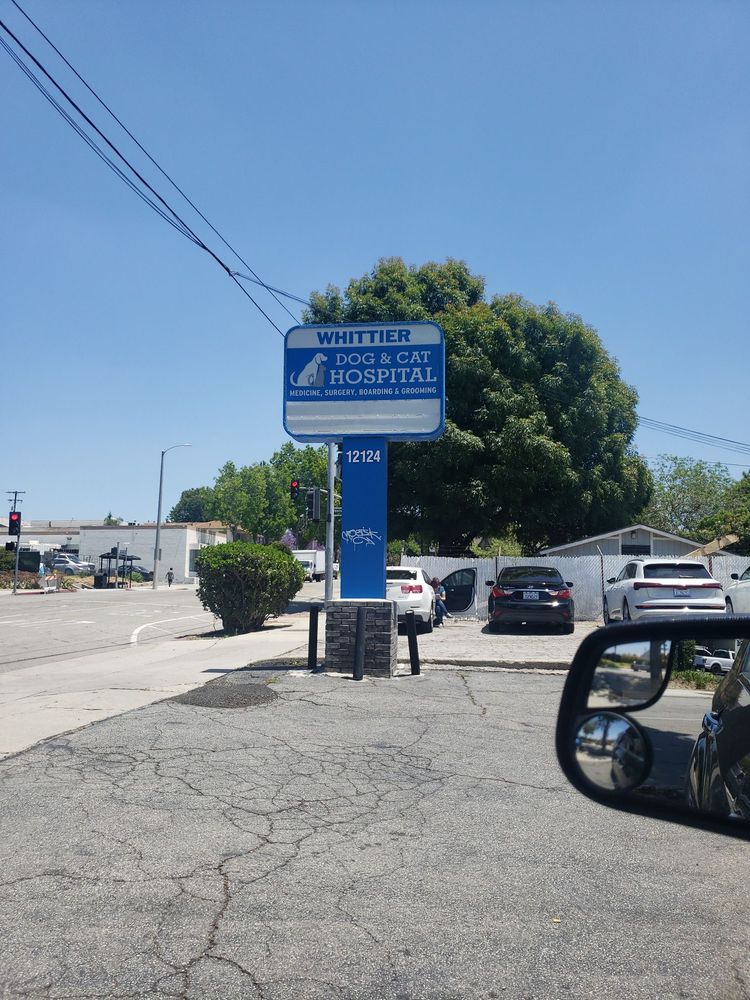 WHITTIER
DOG & CAT
HOSPITAL
MEDICINE, SURGERY, BOARDING & GROOMING
12124